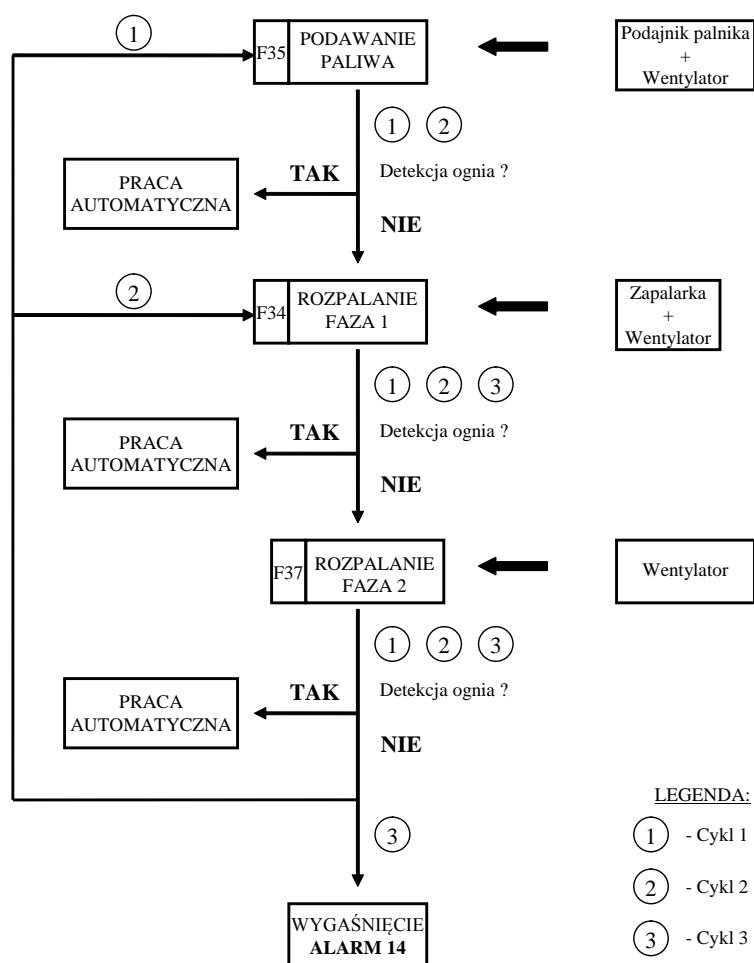 1
F35
PODAWANIE
PALIWA
Podajnik palnika
+
Wentylator
1 2
TAK
Detekcja ognia ?
PRACA
AUTOMATYCZNA
NIE
2
F34
ROZPALANIE
FAZA 1
Zapalarka
+
Wentylator
1 2 3
TAK
Detekcja ognia ?
PRACA
AUTOMATYCZNA
NIE
F37
ROZPALANIE
FAZA 2
Wentylator
1 2 3
TAK
Detekcja ognia ?
PRACA
AUTOMATYCZNA
NIE
3
WYGAŚNIĘCIE
ALARM 14
LEGENDA:
1 - Cykl 1
2 - Cykl 2
3 - Cykl 3